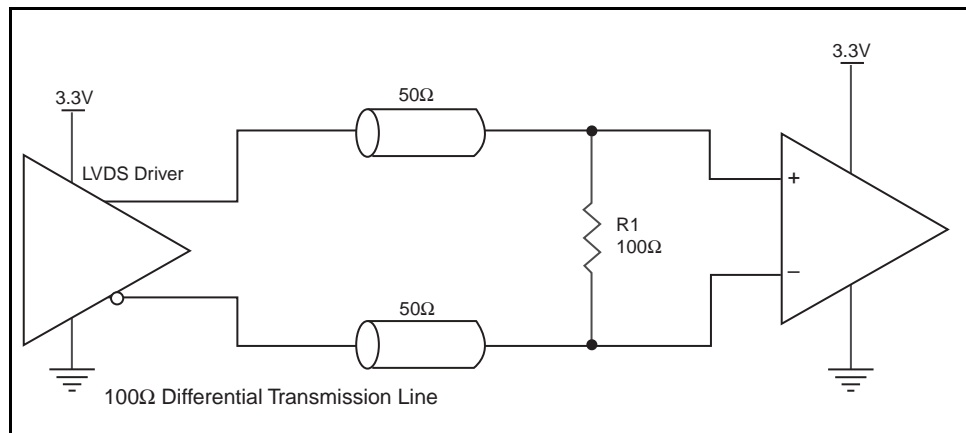 3.3V
3.3V
50Ω
LVDS Driver
+
R1
100Ω
−
50Ω
100Ω Differential Transmission Line